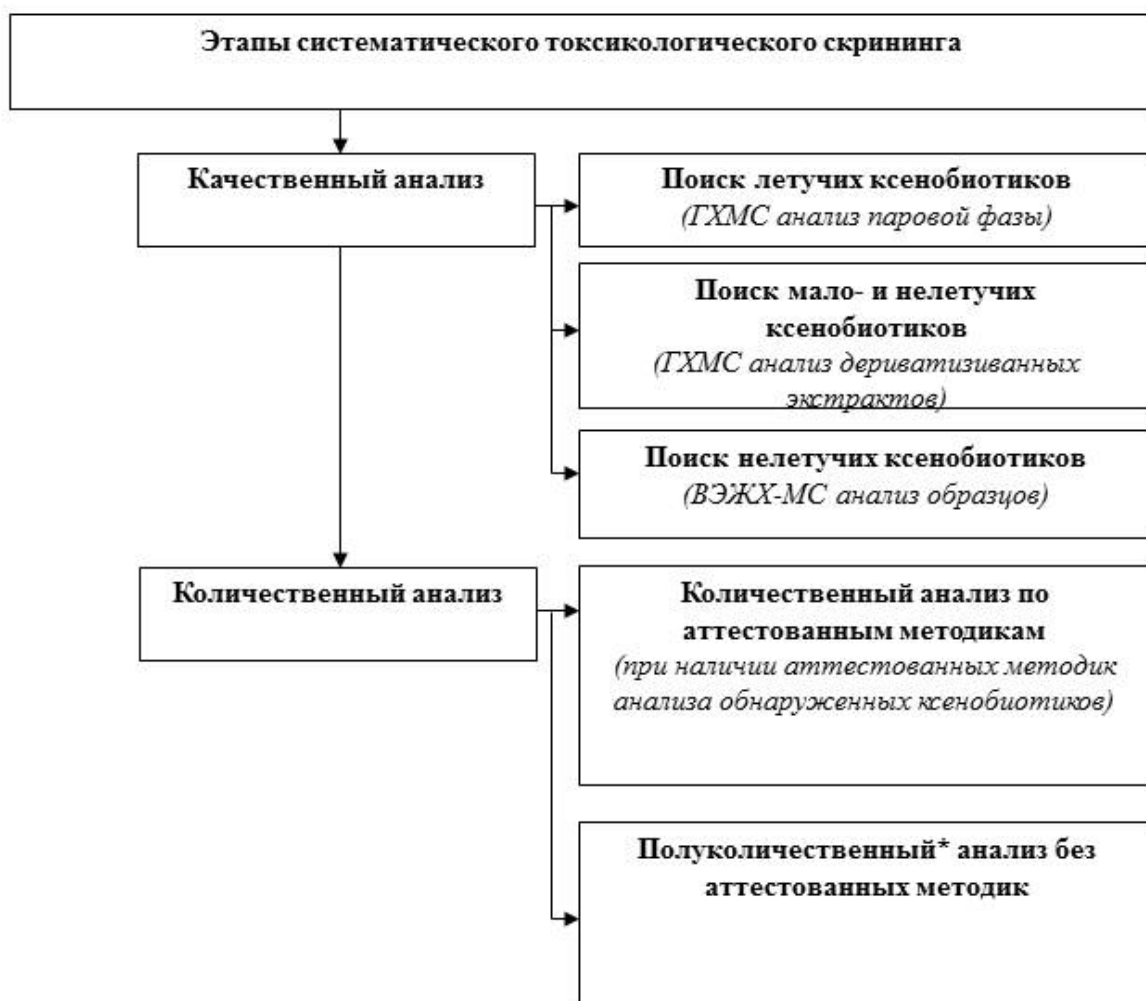 Этапы систематического токсикологического скрининга
Качественный анализ
Поиск летучих ксенобиотиков
(ГХМС анализ паровой фазы)
Поиск мало- и нелетучих
ксенобиотиков
(ГХМС анализ дериватизиванных
экстрактов)
Поиск нелетучих ксенобиотиков
(ВЭЖХ-МС анализ образцов)
Количественный анализ
Количественный анализ по
аттестованным методикам
(при наличии аттестованных методик
анализа обнаруженных ксенобиотиков)
Полуколичественный* анализ без
аттестованных методик